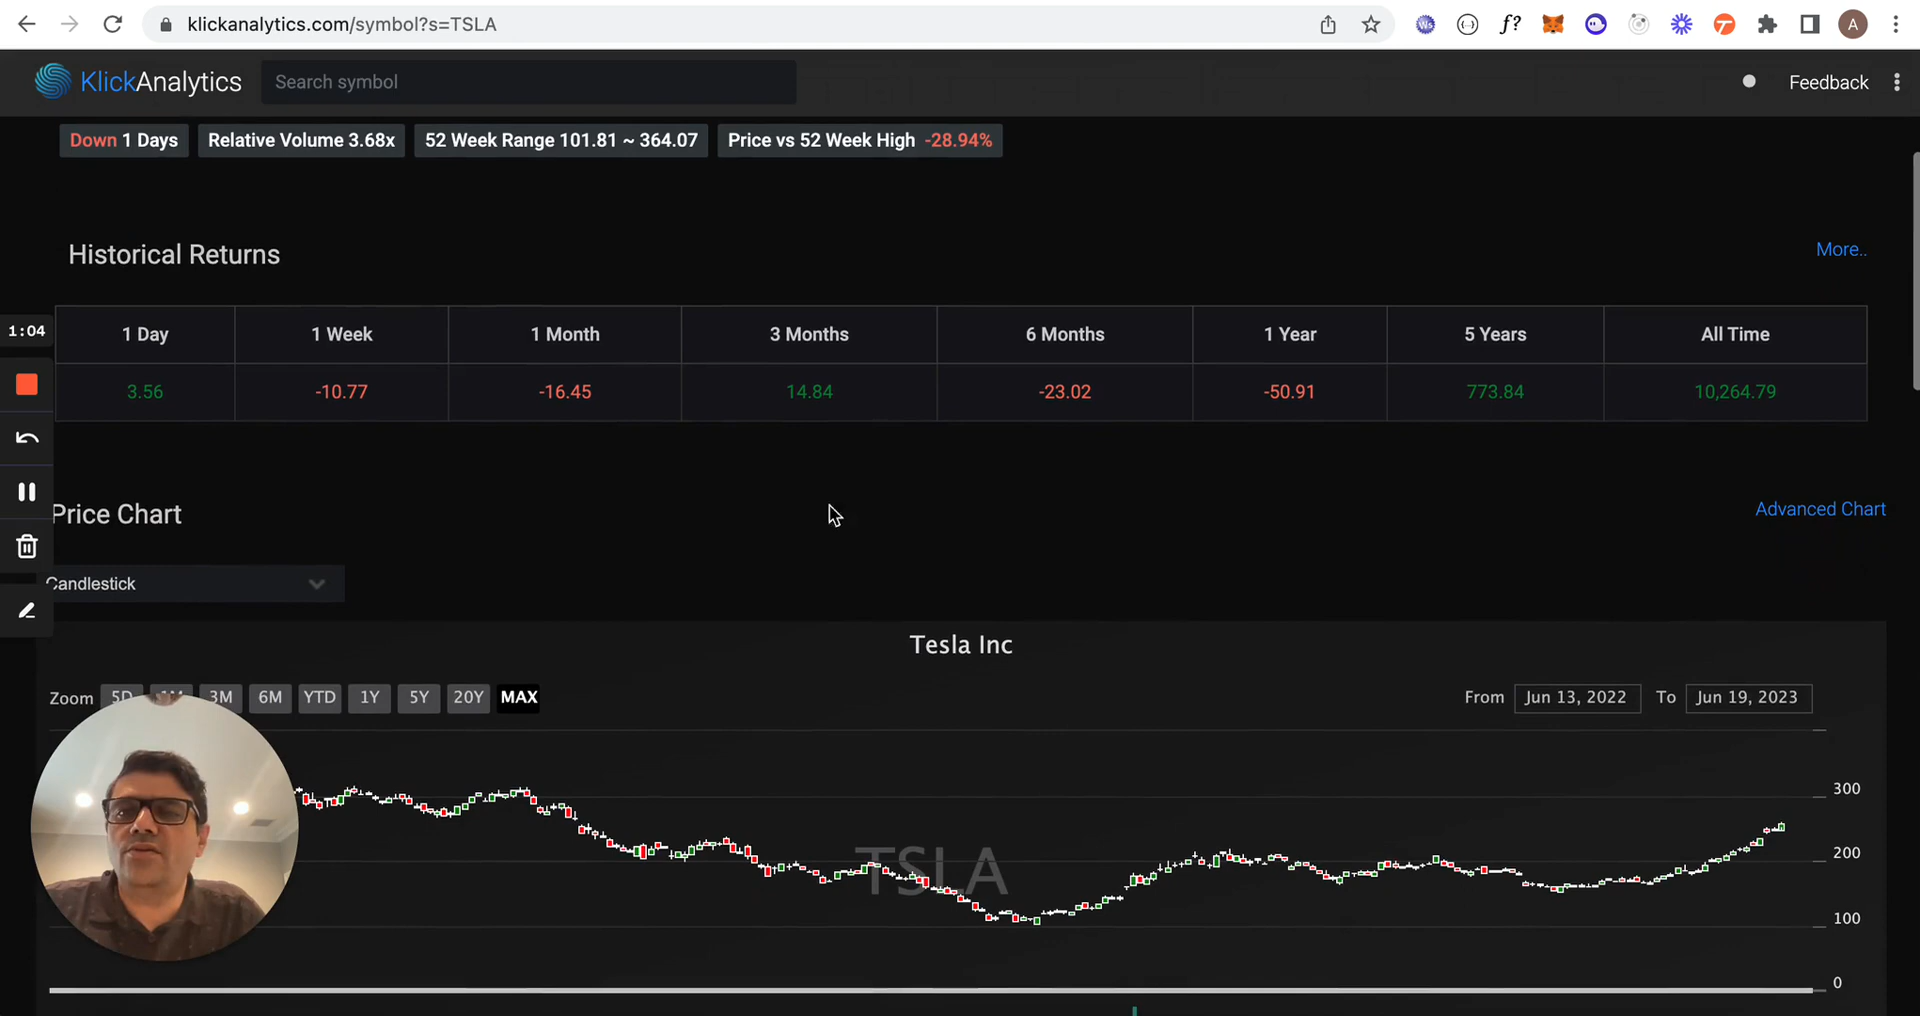 klickanalytics.com/symbol?s=TSLA
A
KlickAnalytics
Search symbol
Feedback
Down 1 Days
Relative Volume 3.68x
52 Week Range 101.81 ~ 364.07
Price vs 52 Week High -28.94%
Historical Returns
More..
1:04
1 Day 1 Week 1 Month 3 Months 6 Months 1 Year 5 Years All Time
3.56 -10.77 -16.45 14.84 -23.02 -50.91 773.84 10,264.79
Price Chart
Advanced Chart
Candlestick
Tesla Inc
Zoom 5D 1M 3M 6M YTD 1Y 5Y 20Y MAX
From Jun 13, 2022 To Jun 19, 2023
300
200
TSLA
100
0